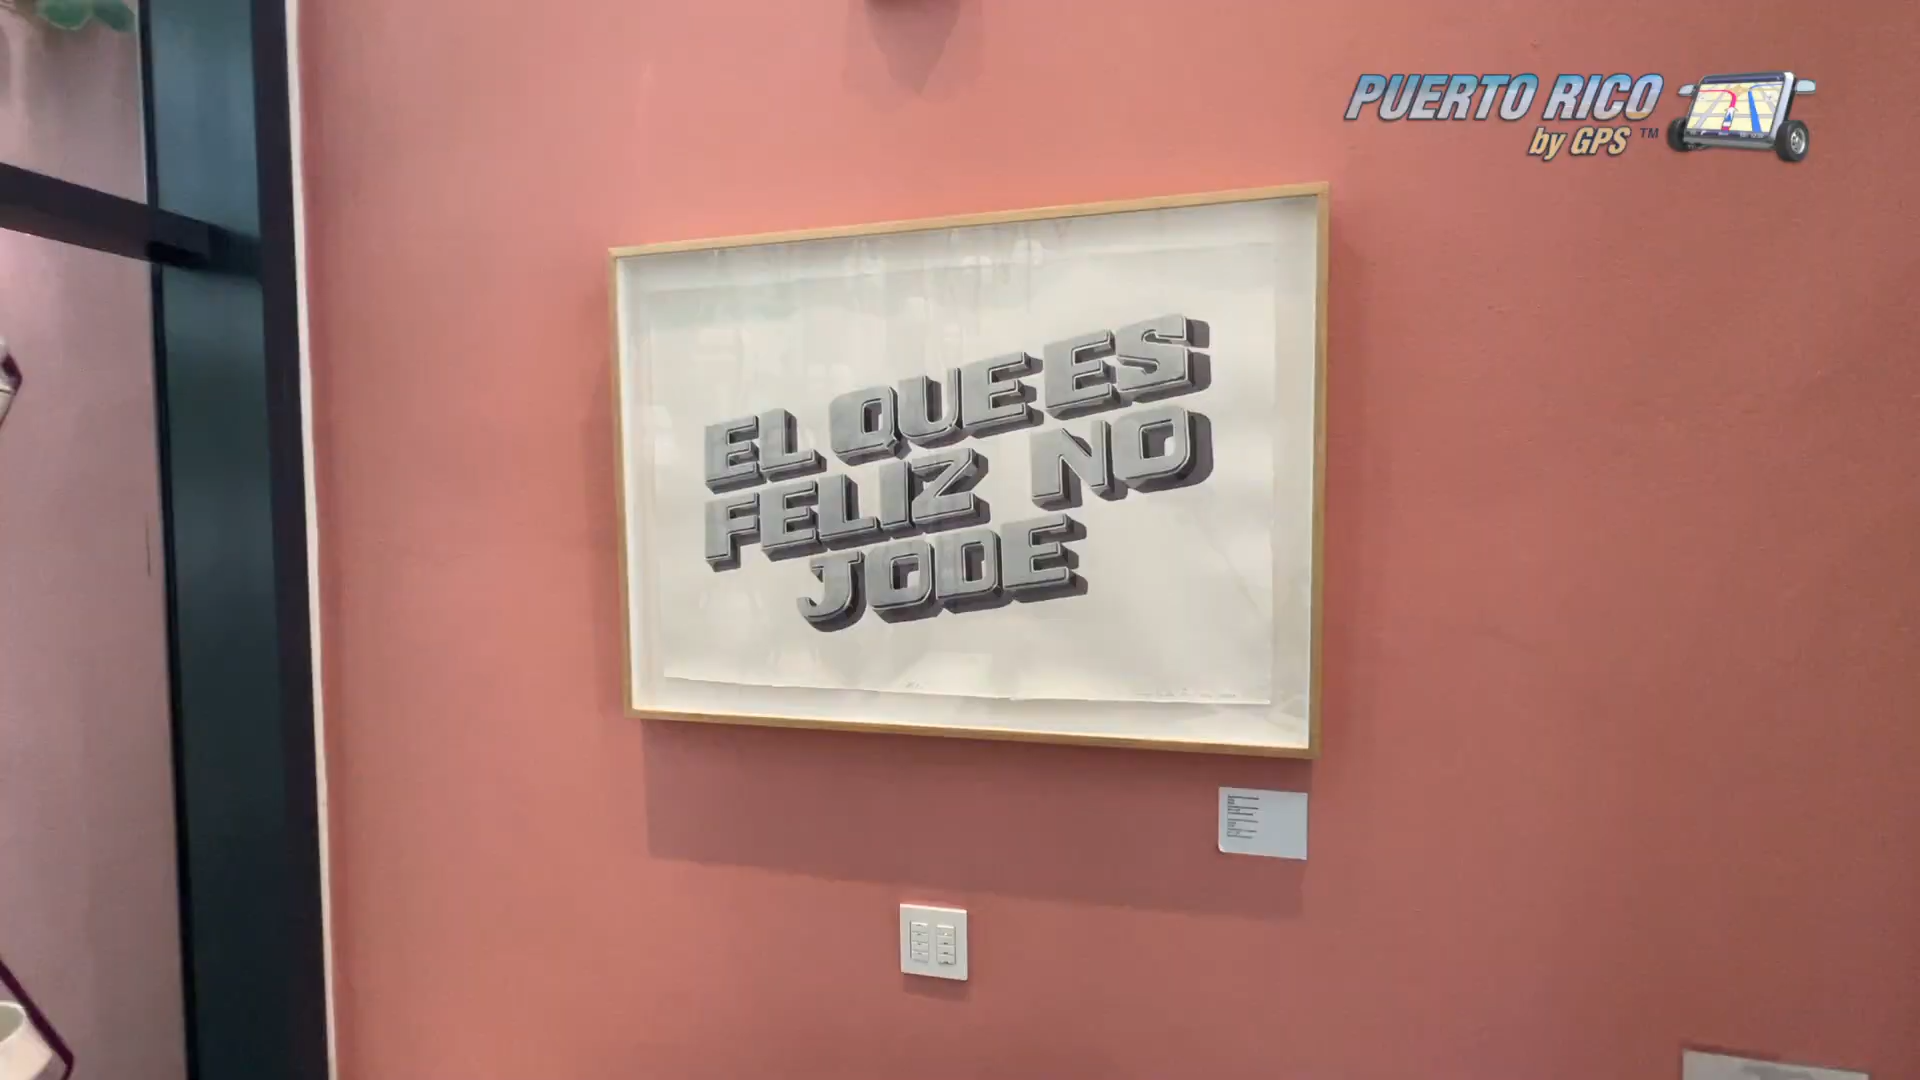 PUERTO RICO
by GPS™
EL QUE ES
FELIZ NO
JODE